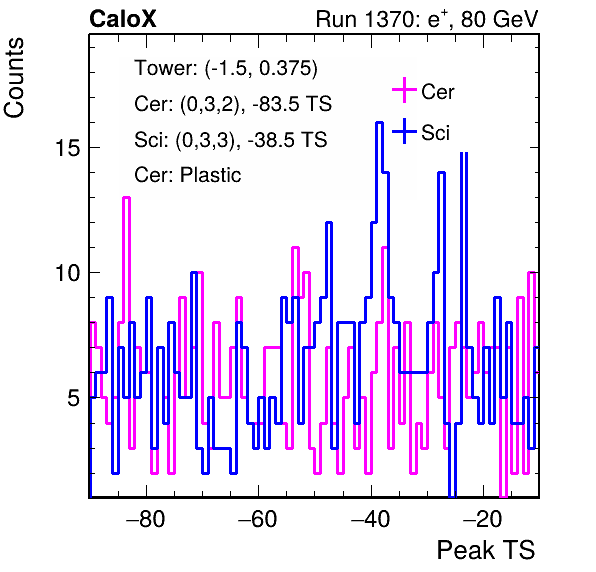 CaloX Run 1370: e⁺, 80 GeV
Counts
Tower: (-1.5, 0.375)
Cer: (0,3,2), -83.5 TS
Sci: (0,3,3), -38.5 TS
Cer: Plastic
Cer
Sci
15
10
5
−80 −60 −40 −20
Peak TS